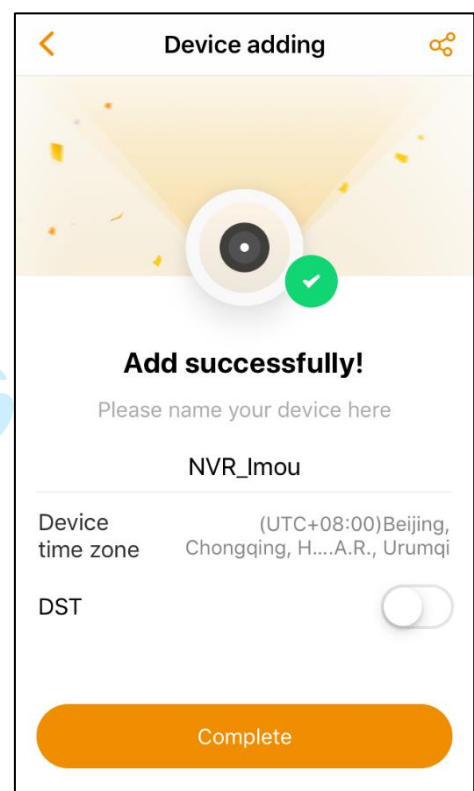 Device adding
Add successfully!
Please name your device here
NVR_Imou
Device
time zone
(UTC+08:00)Beijing,
Chongqing, H....A.R., Urumqi
DST
Complete